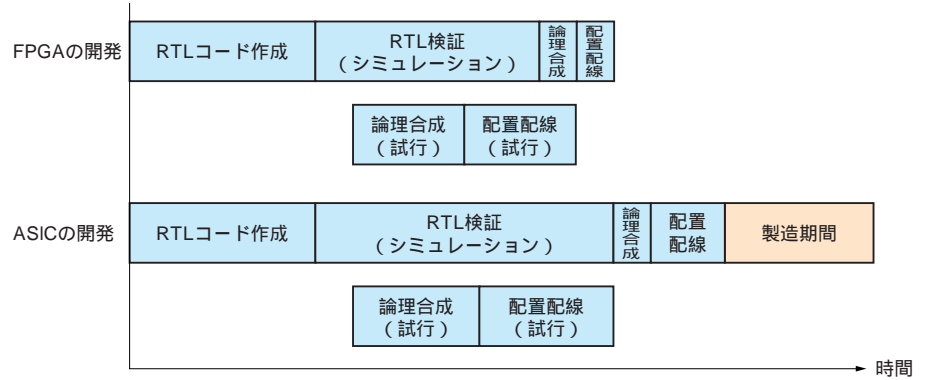 FPGAの開発
RTLコード作成
RTL検証
(シミュレーション)
論理合成
配置配線
論理合成
(試行)
配置配線
(試行)
ASICの開発
RTLコード作成
RTL検証
(シミュレーション)
論理合成
配置
配線
製造期間
論理合成
(試行)
配置配線
(試行)
時間